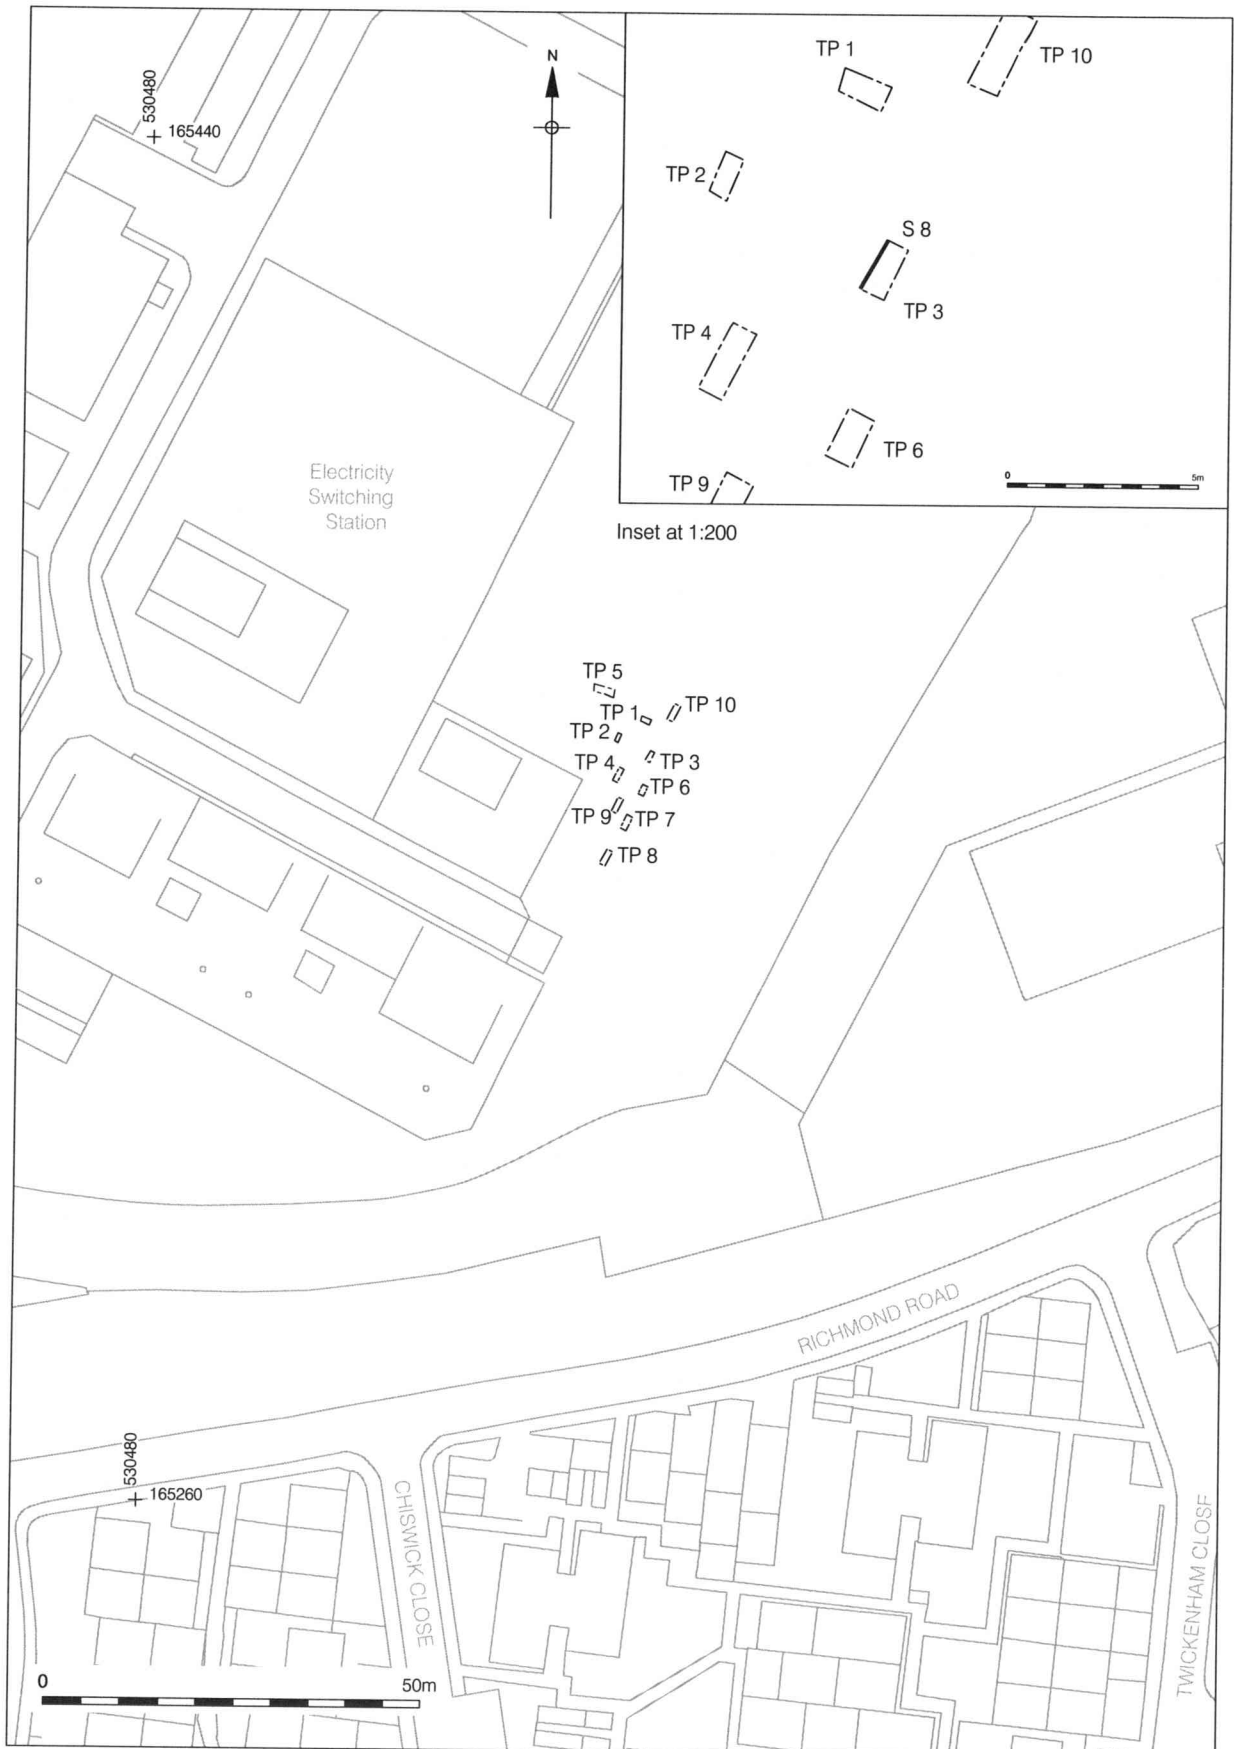 530480
165440
N
TP 1
TP 10
TP 2
S 8
TP 3
TP 4
TP 6
TP 9
0
5m
Inset at 1:200
Electricity
Switching
Station
TP 5
TP 10
TP 1
TP 2
TP 3
TP 4
TP 6
TP 9
TP 7
TP 8
RICHMOND ROAD
530480
165260
CHISWICK CLOSE
TWICKENHAM CLOSE
0
50m